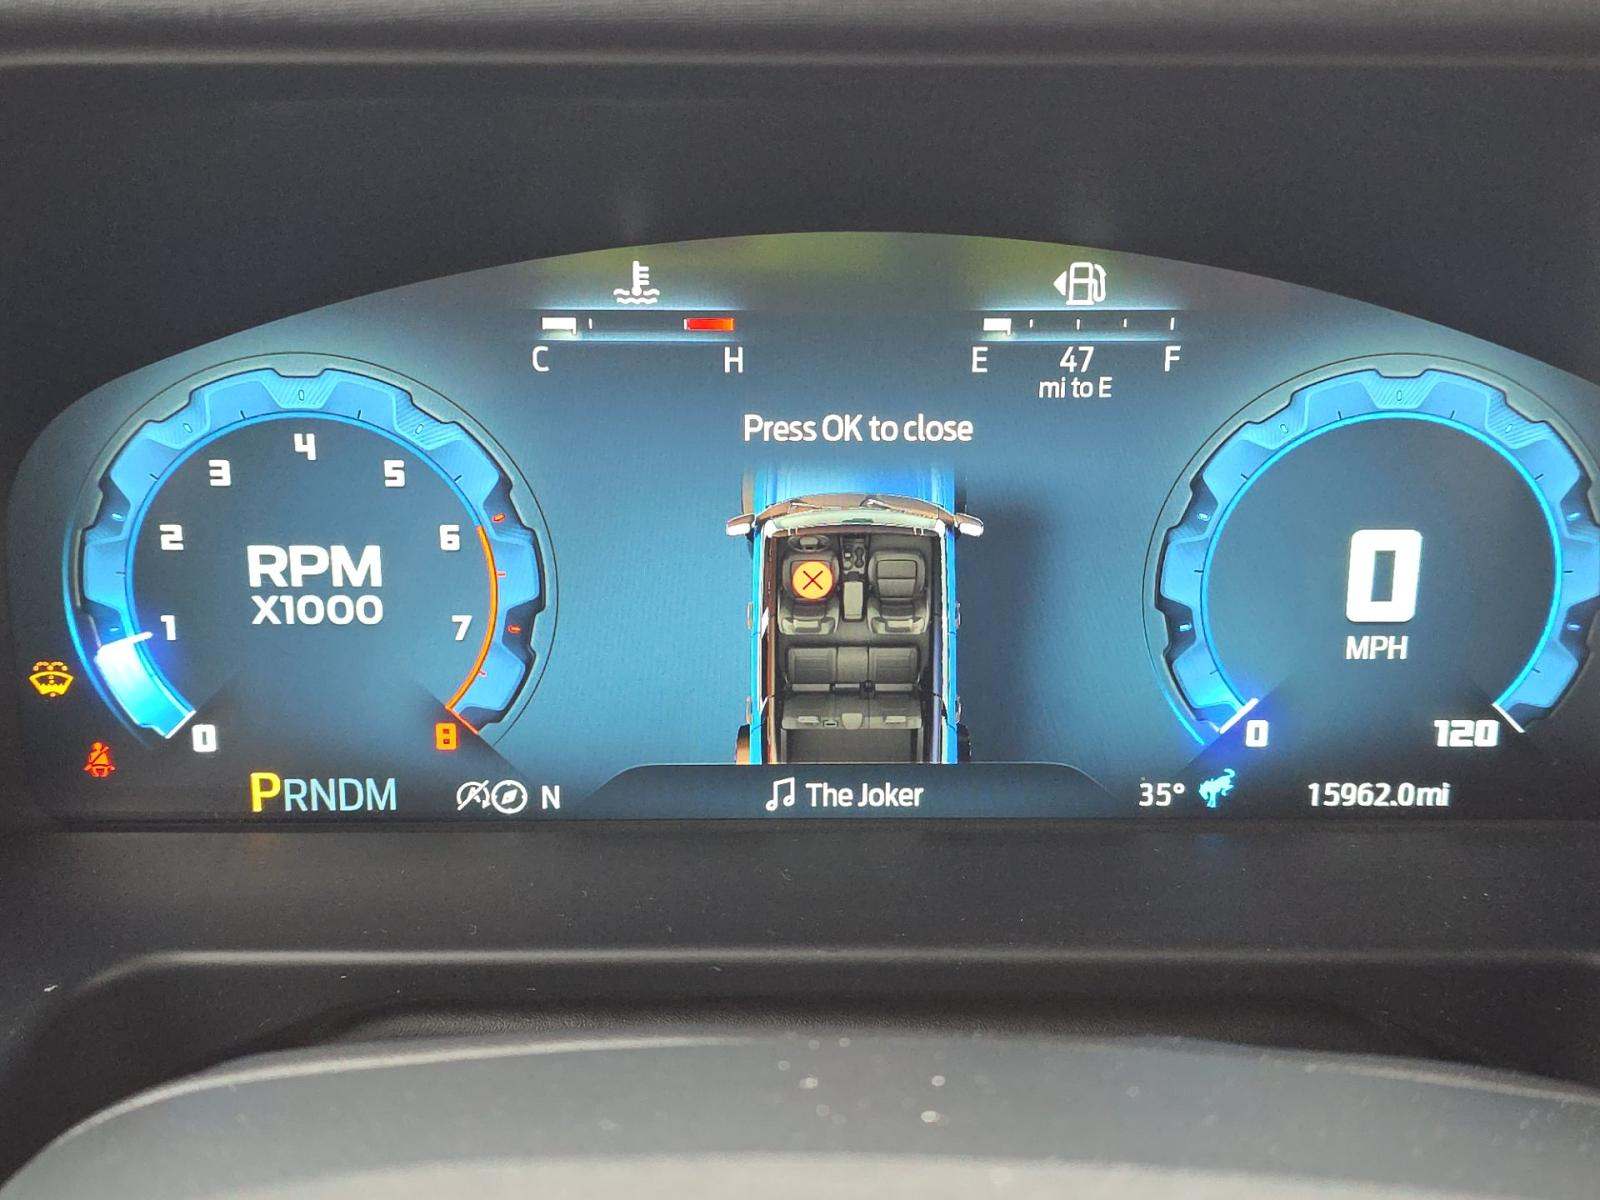 C H
E 47 F
mi to E
Press OK to close
0
1
2
3
4
5
6
7
8
RPM
X1000
0
MPH
0 120
PRNDM
N
The Joker
35°
15962.0mi